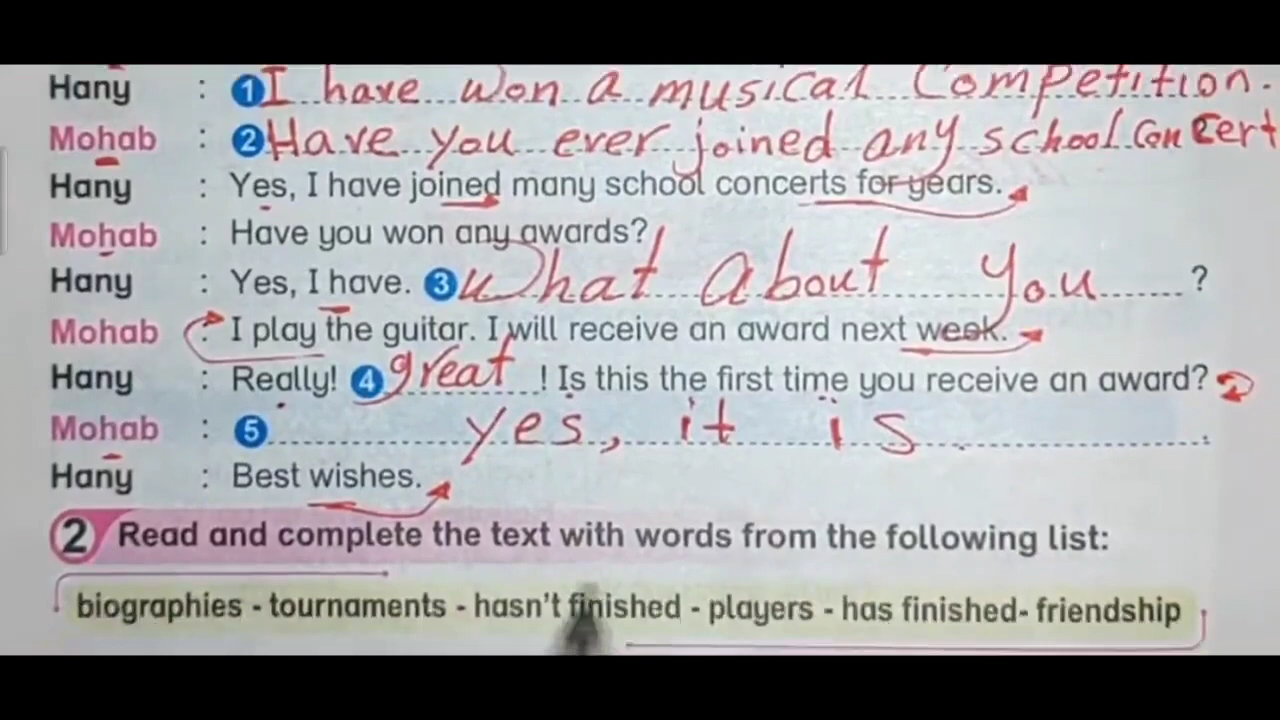 Hany : 1 I have won a musical Competition.
Mohab : 2 Have you ever joined any school Concert
Hany : Yes, I have joined many school concerts for years.
Mohab : Have you won any awards?
Hany : Yes, I have. 3 What about you ?
Mohab : I play the guitar. I will receive an award next week.
Hany : Really! 4 great ! Is this the first time you receive an award?
Mohab : 5 yes, it is .
Hany : Best wishes.
2 Read and complete the text with words from the following list:
biographies - tournaments - hasn't finished - players - has finished- friendship